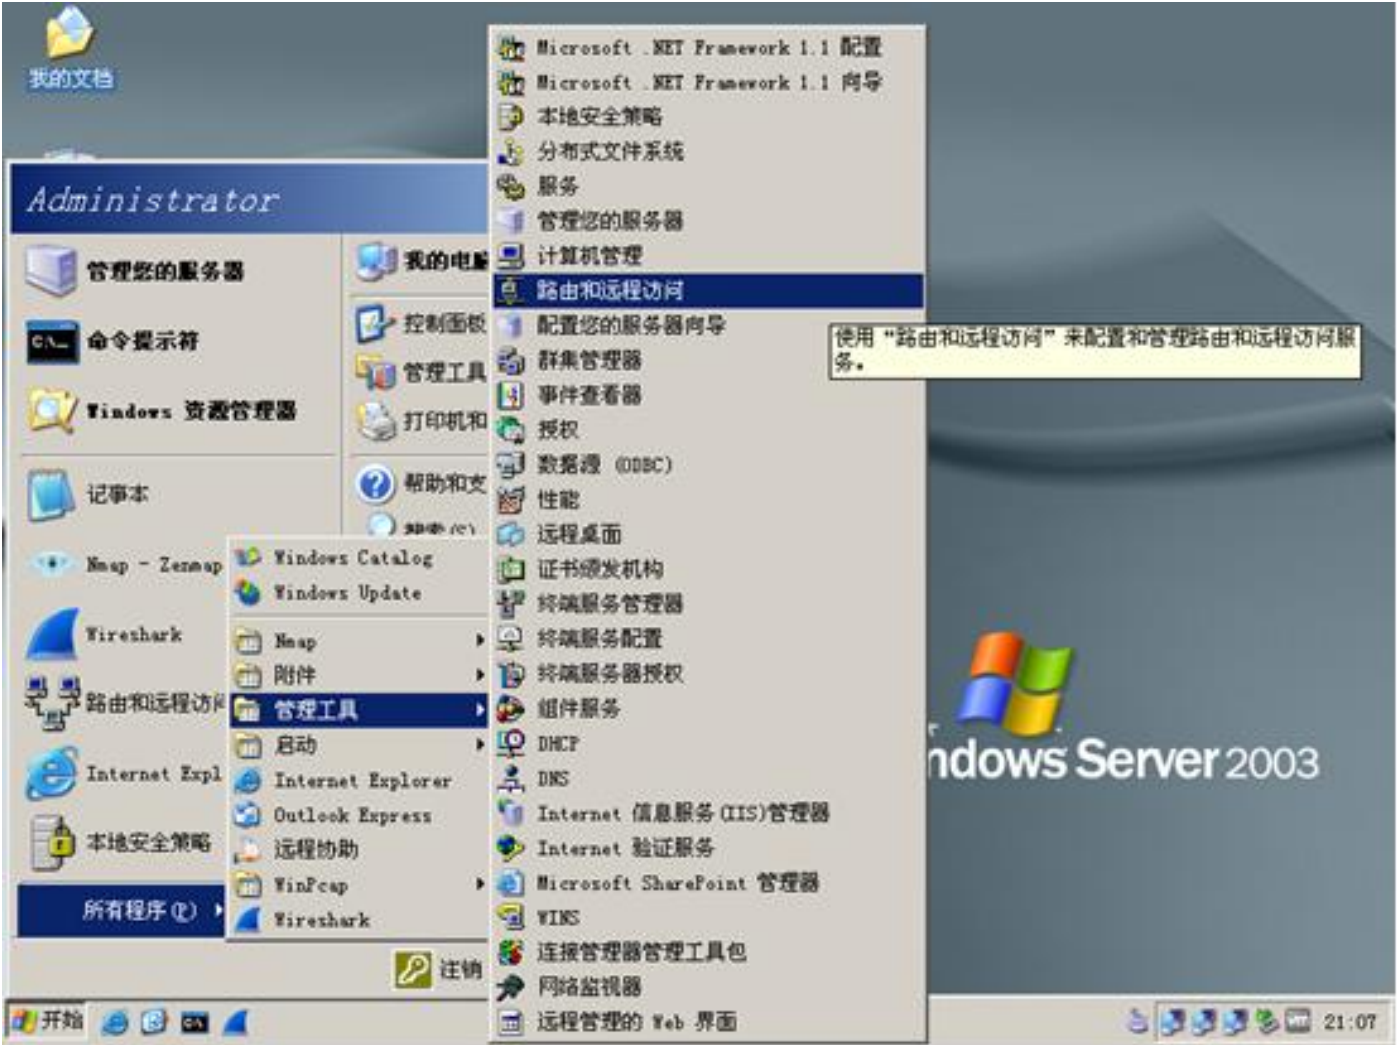 我的文档
Administrator
管理您的服务器
命令提示符
Windows 资源管理器
记事本
Nmap - Zenmap
Wireshark
路由和远程访问
Internet Expl
本地安全策略
所有程序(P)
我的电脑
控制面板
管理工具
打印机和
帮助和支
搜索(S)
注销
Windows Catalog
Windows Update
Nmap
附件
管理工具
启动
Internet Explorer
Outlook Express
远程协助
WinPcap
Wireshark
Microsoft .NET Framework 1.1 配置
Microsoft .NET Framework 1.1 向导
本地安全策略
分布式文件系统
服务
管理您的服务器
计算机管理
路由和远程访问
配置您的服务器向导
群集管理器
事件查看器
授权
数据源 (ODBC)
性能
远程桌面
证书颁发机构
终端服务管理器
终端服务配置
终端服务器授权
组件服务
DHCP
DNS
Internet 信息服务(IIS)管理器
Internet 验证服务
Microsoft SharePoint 管理器
WINS
连接管理器管理工具包
网络监视器
远程管理的 Web 界面
使用“路由和远程访问”来配置和管理路由和远程访问服
务。
ndows Server 2003
开始
21:07